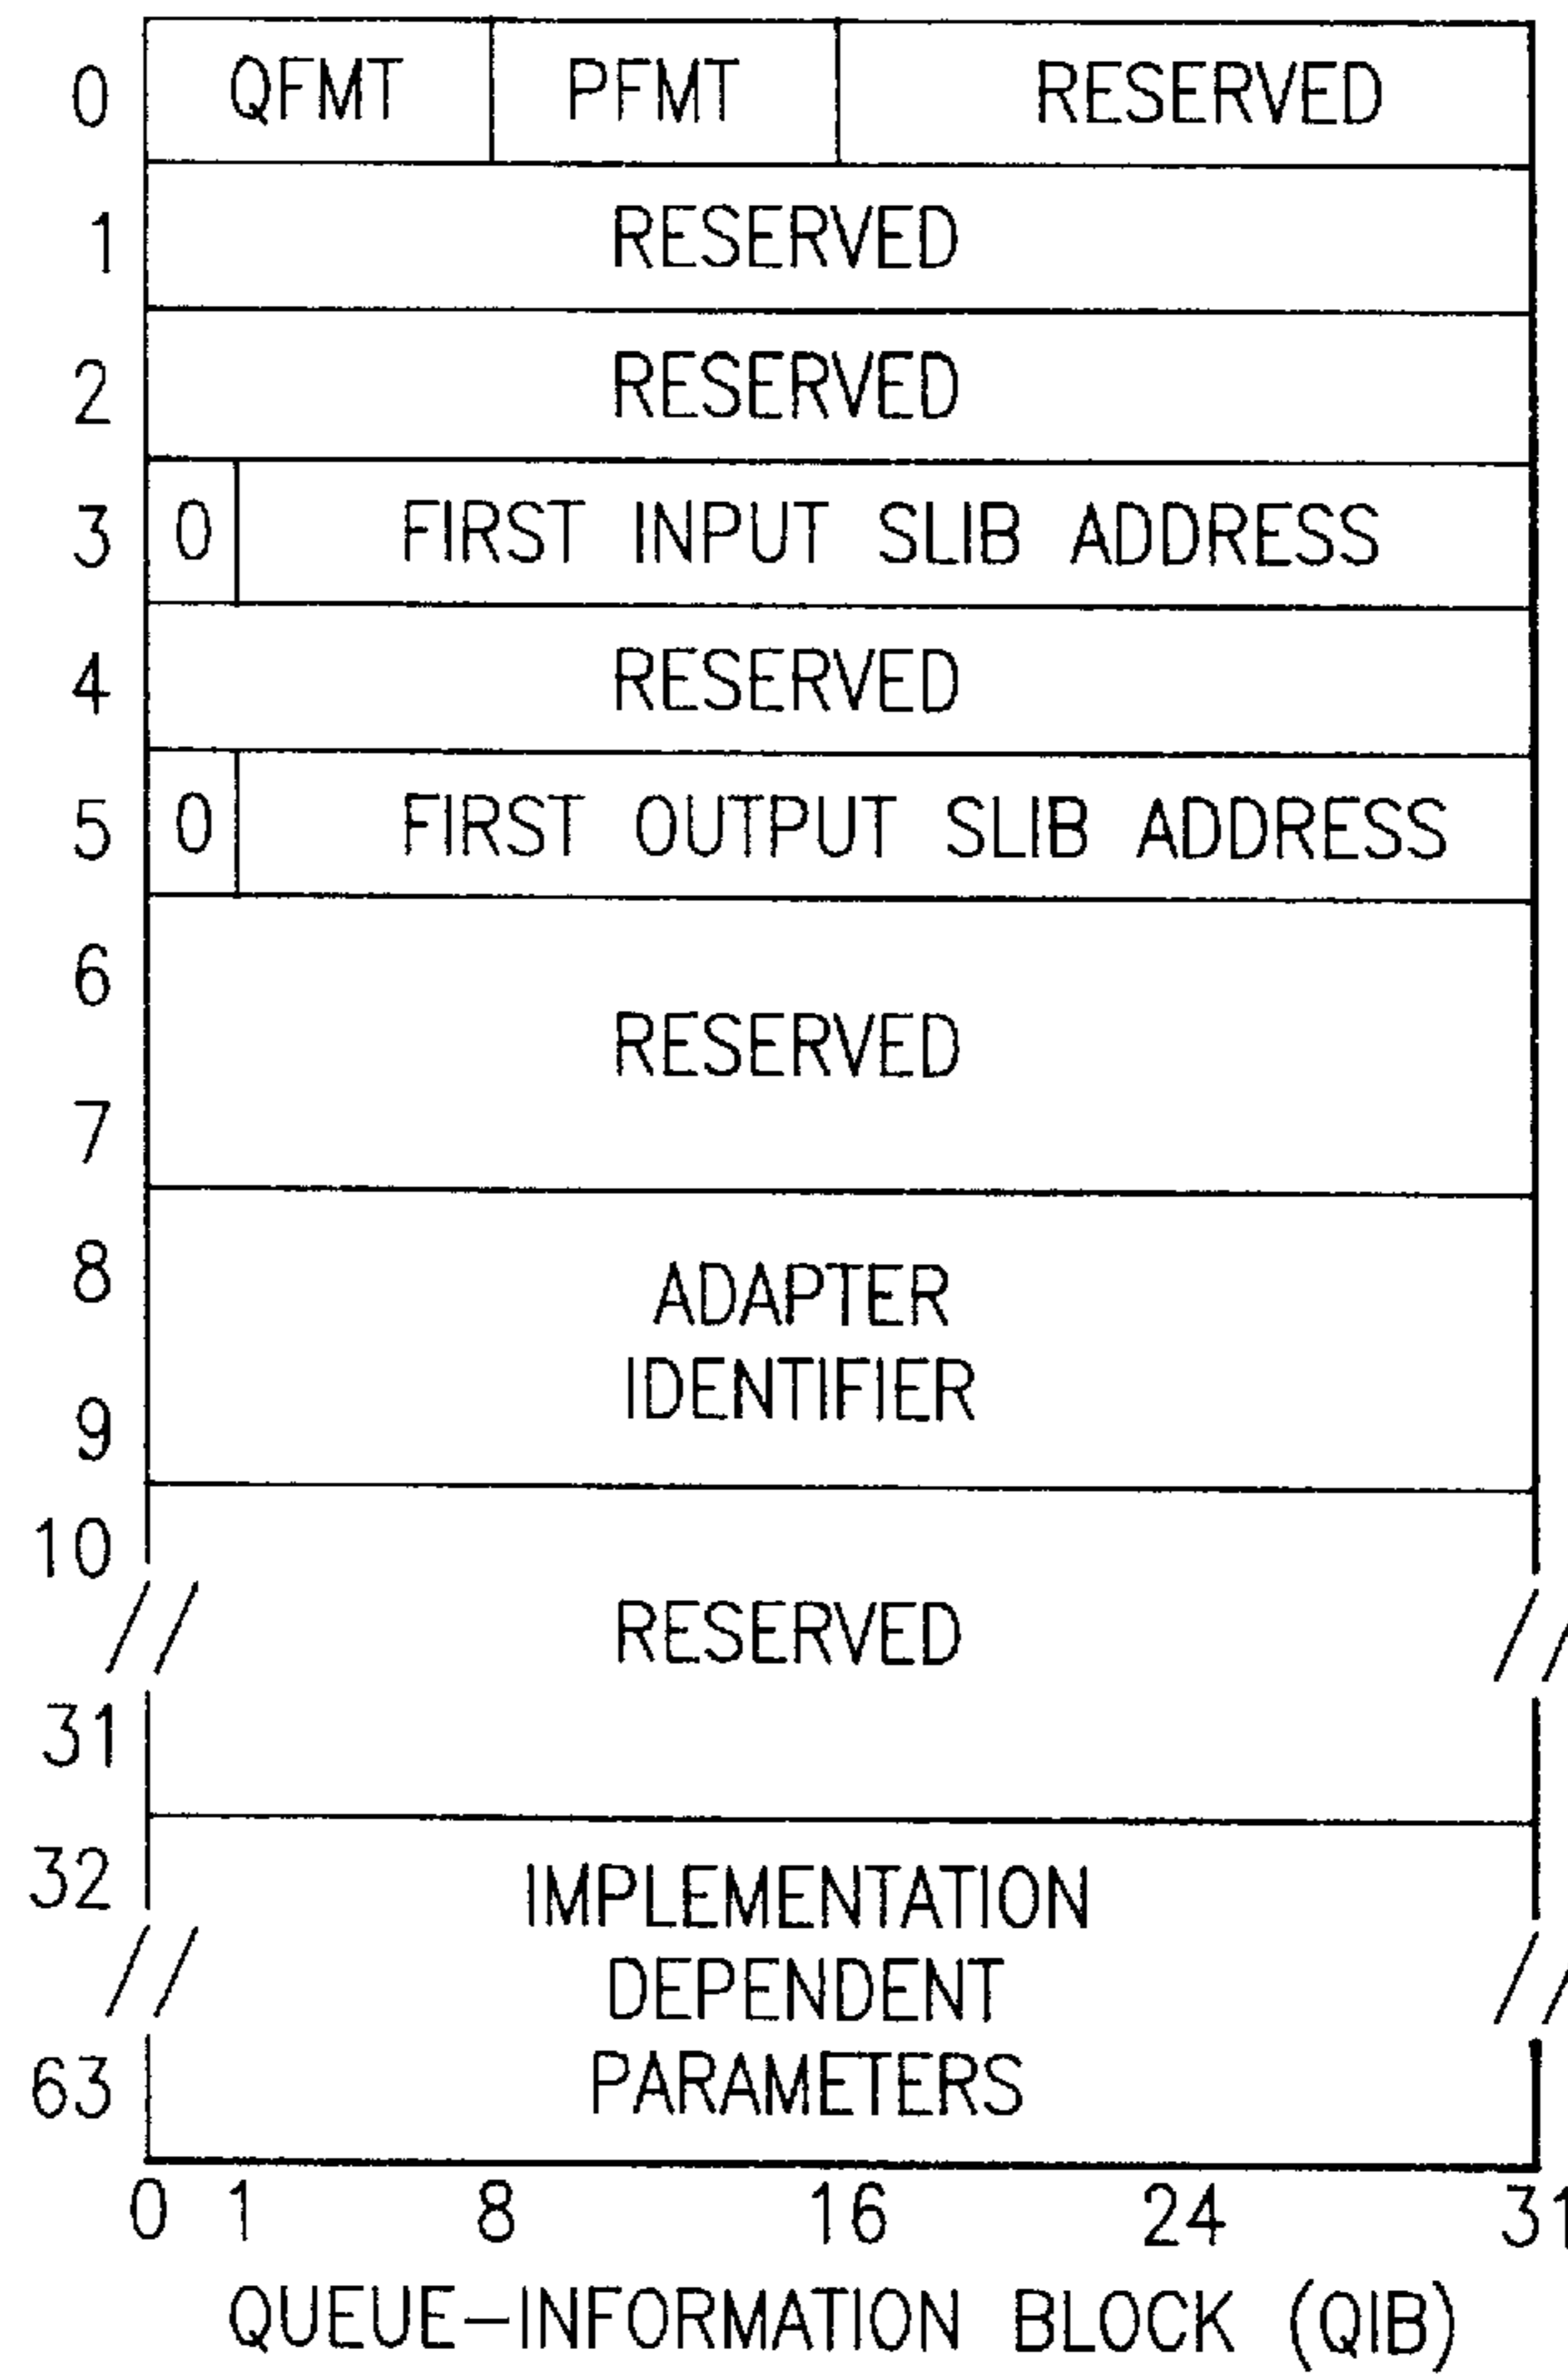 0 QFMT PFMT RESERVED
1 RESERVED
2 RESERVED
3 0 FIRST INPUT SLIB ADDRESS
4 RESERVED
5 0 FIRST OUTPUT SLIB ADDRESS
6
RESERVED
7
8
ADAPTER
IDENTIFIER
9
10
RESERVED
31
32
IMPLEMENTATION
DEPENDENT
PARAMETERS
63
0 1 8 16 24 31
QUEUE-INFORMATION BLOCK (QIB)